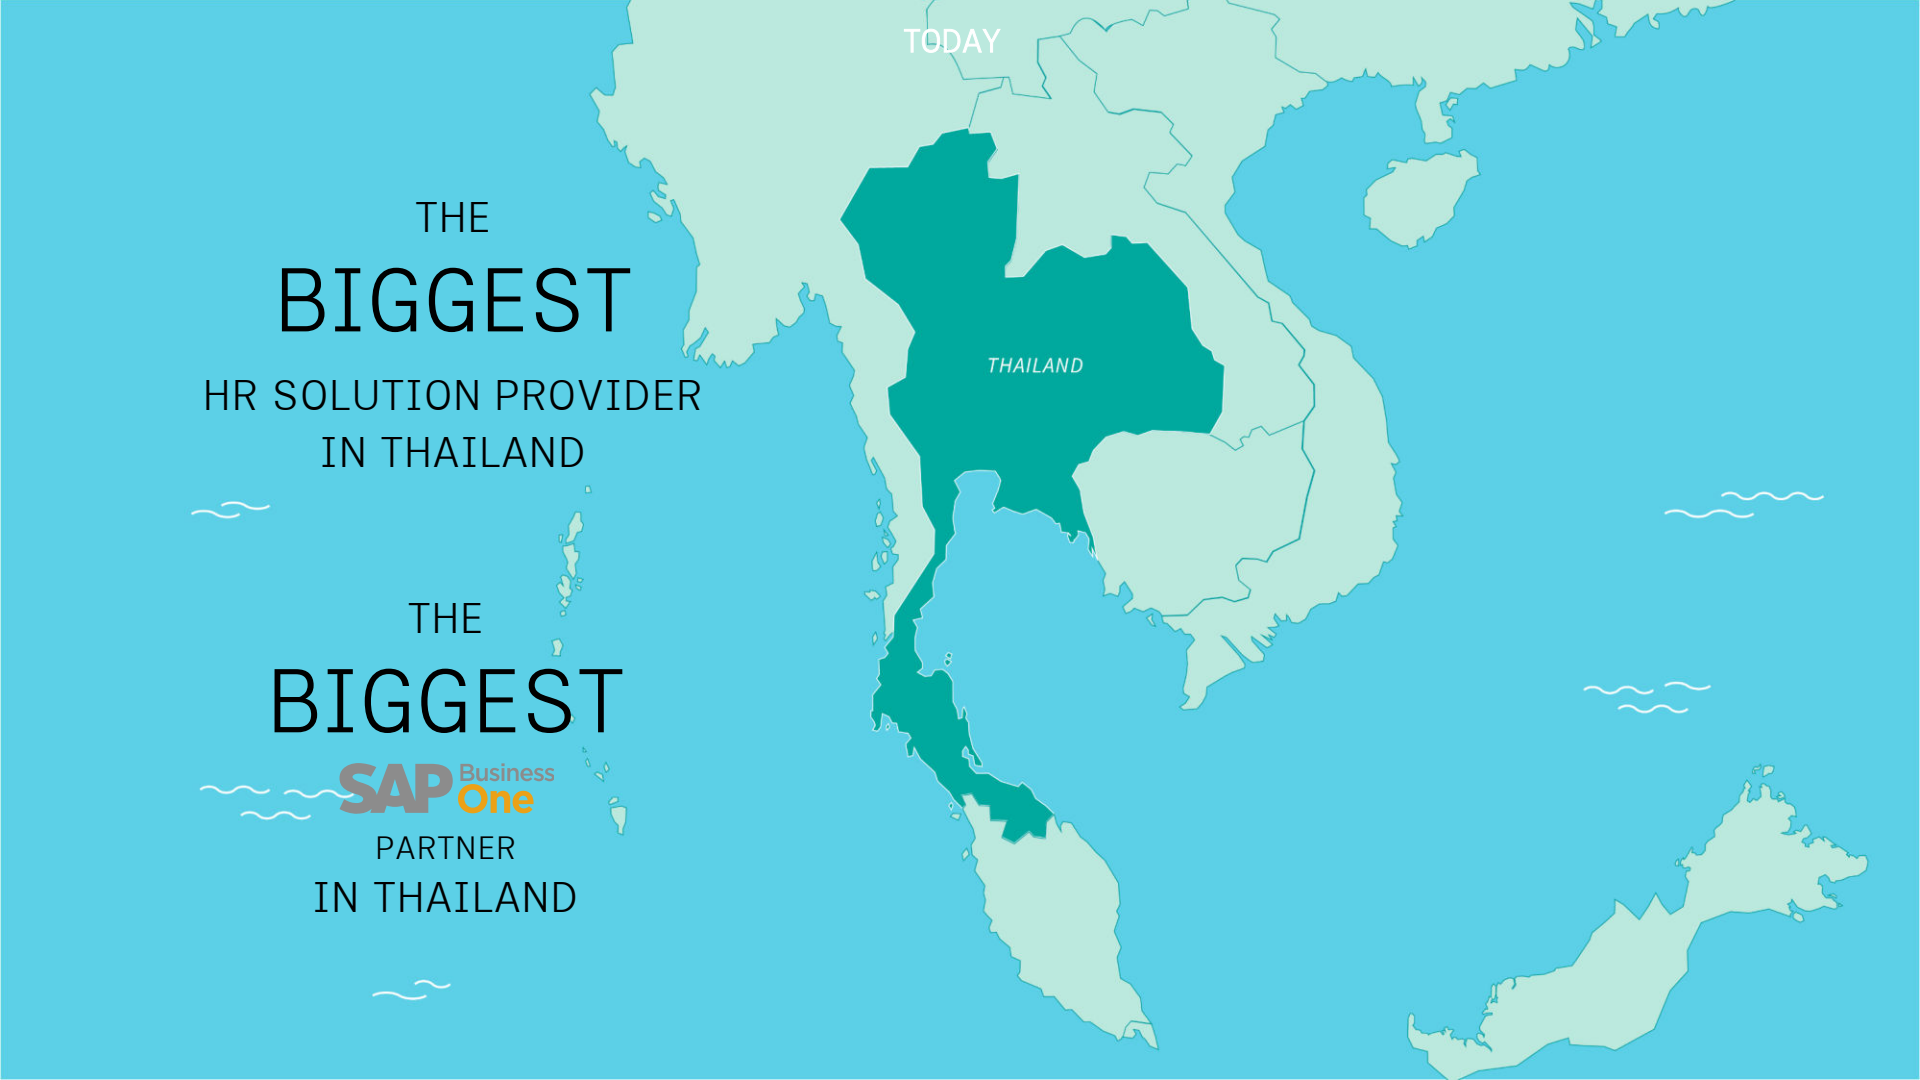 TODAY
THE
BIGGEST
HR SOLUTION PROVIDER
IN THAILAND
THAILAND
THE
BIGGEST
SAP Business One
PARTNER
IN THAILAND